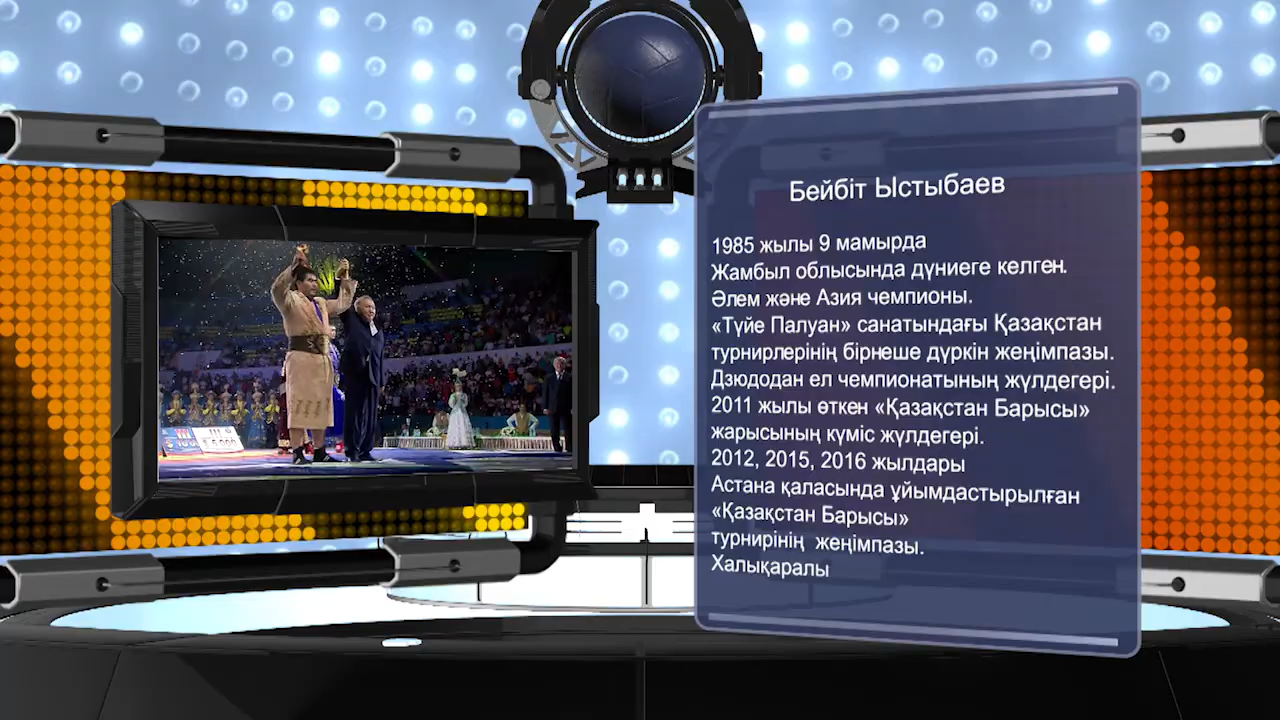 Бейбіт Ыстыбаев
1985 жылы 9 мамырда
Жамбыл облысында дүниеге келген.
Әлем және Азия чемпионы.
«Түйе Палуан» санатындағы Қазақстан
турнирлерінің бірнеше дүркін жеңімпазы.
Дзюдодан ел чемпионатының жүлдегері.
2011 жылы өткен «Қазақстан Барысы»
жарысының күміс жүлдегері.
2012, 2015, 2016 жылдары
Астана қаласында ұйымдастырылған
«Қазақстан Барысы»
турнирінің  жеңімпазы.
Халықаралы